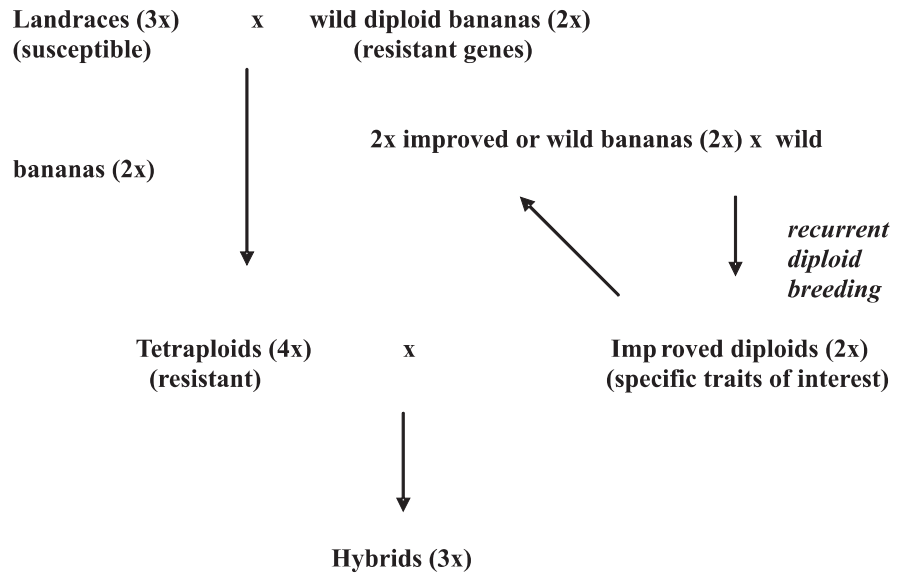 Landraces (3x) x wild diploid bananas (2x)
(susceptible) (resistant genes)
2x improved or wild bananas (2x) x wild
bananas (2x)
recurrent
diploid
breeding
Tetraploids (4x) x Imp roved diploids (2x)
(resistant) (specific traits of interest)
Hybrids (3x)